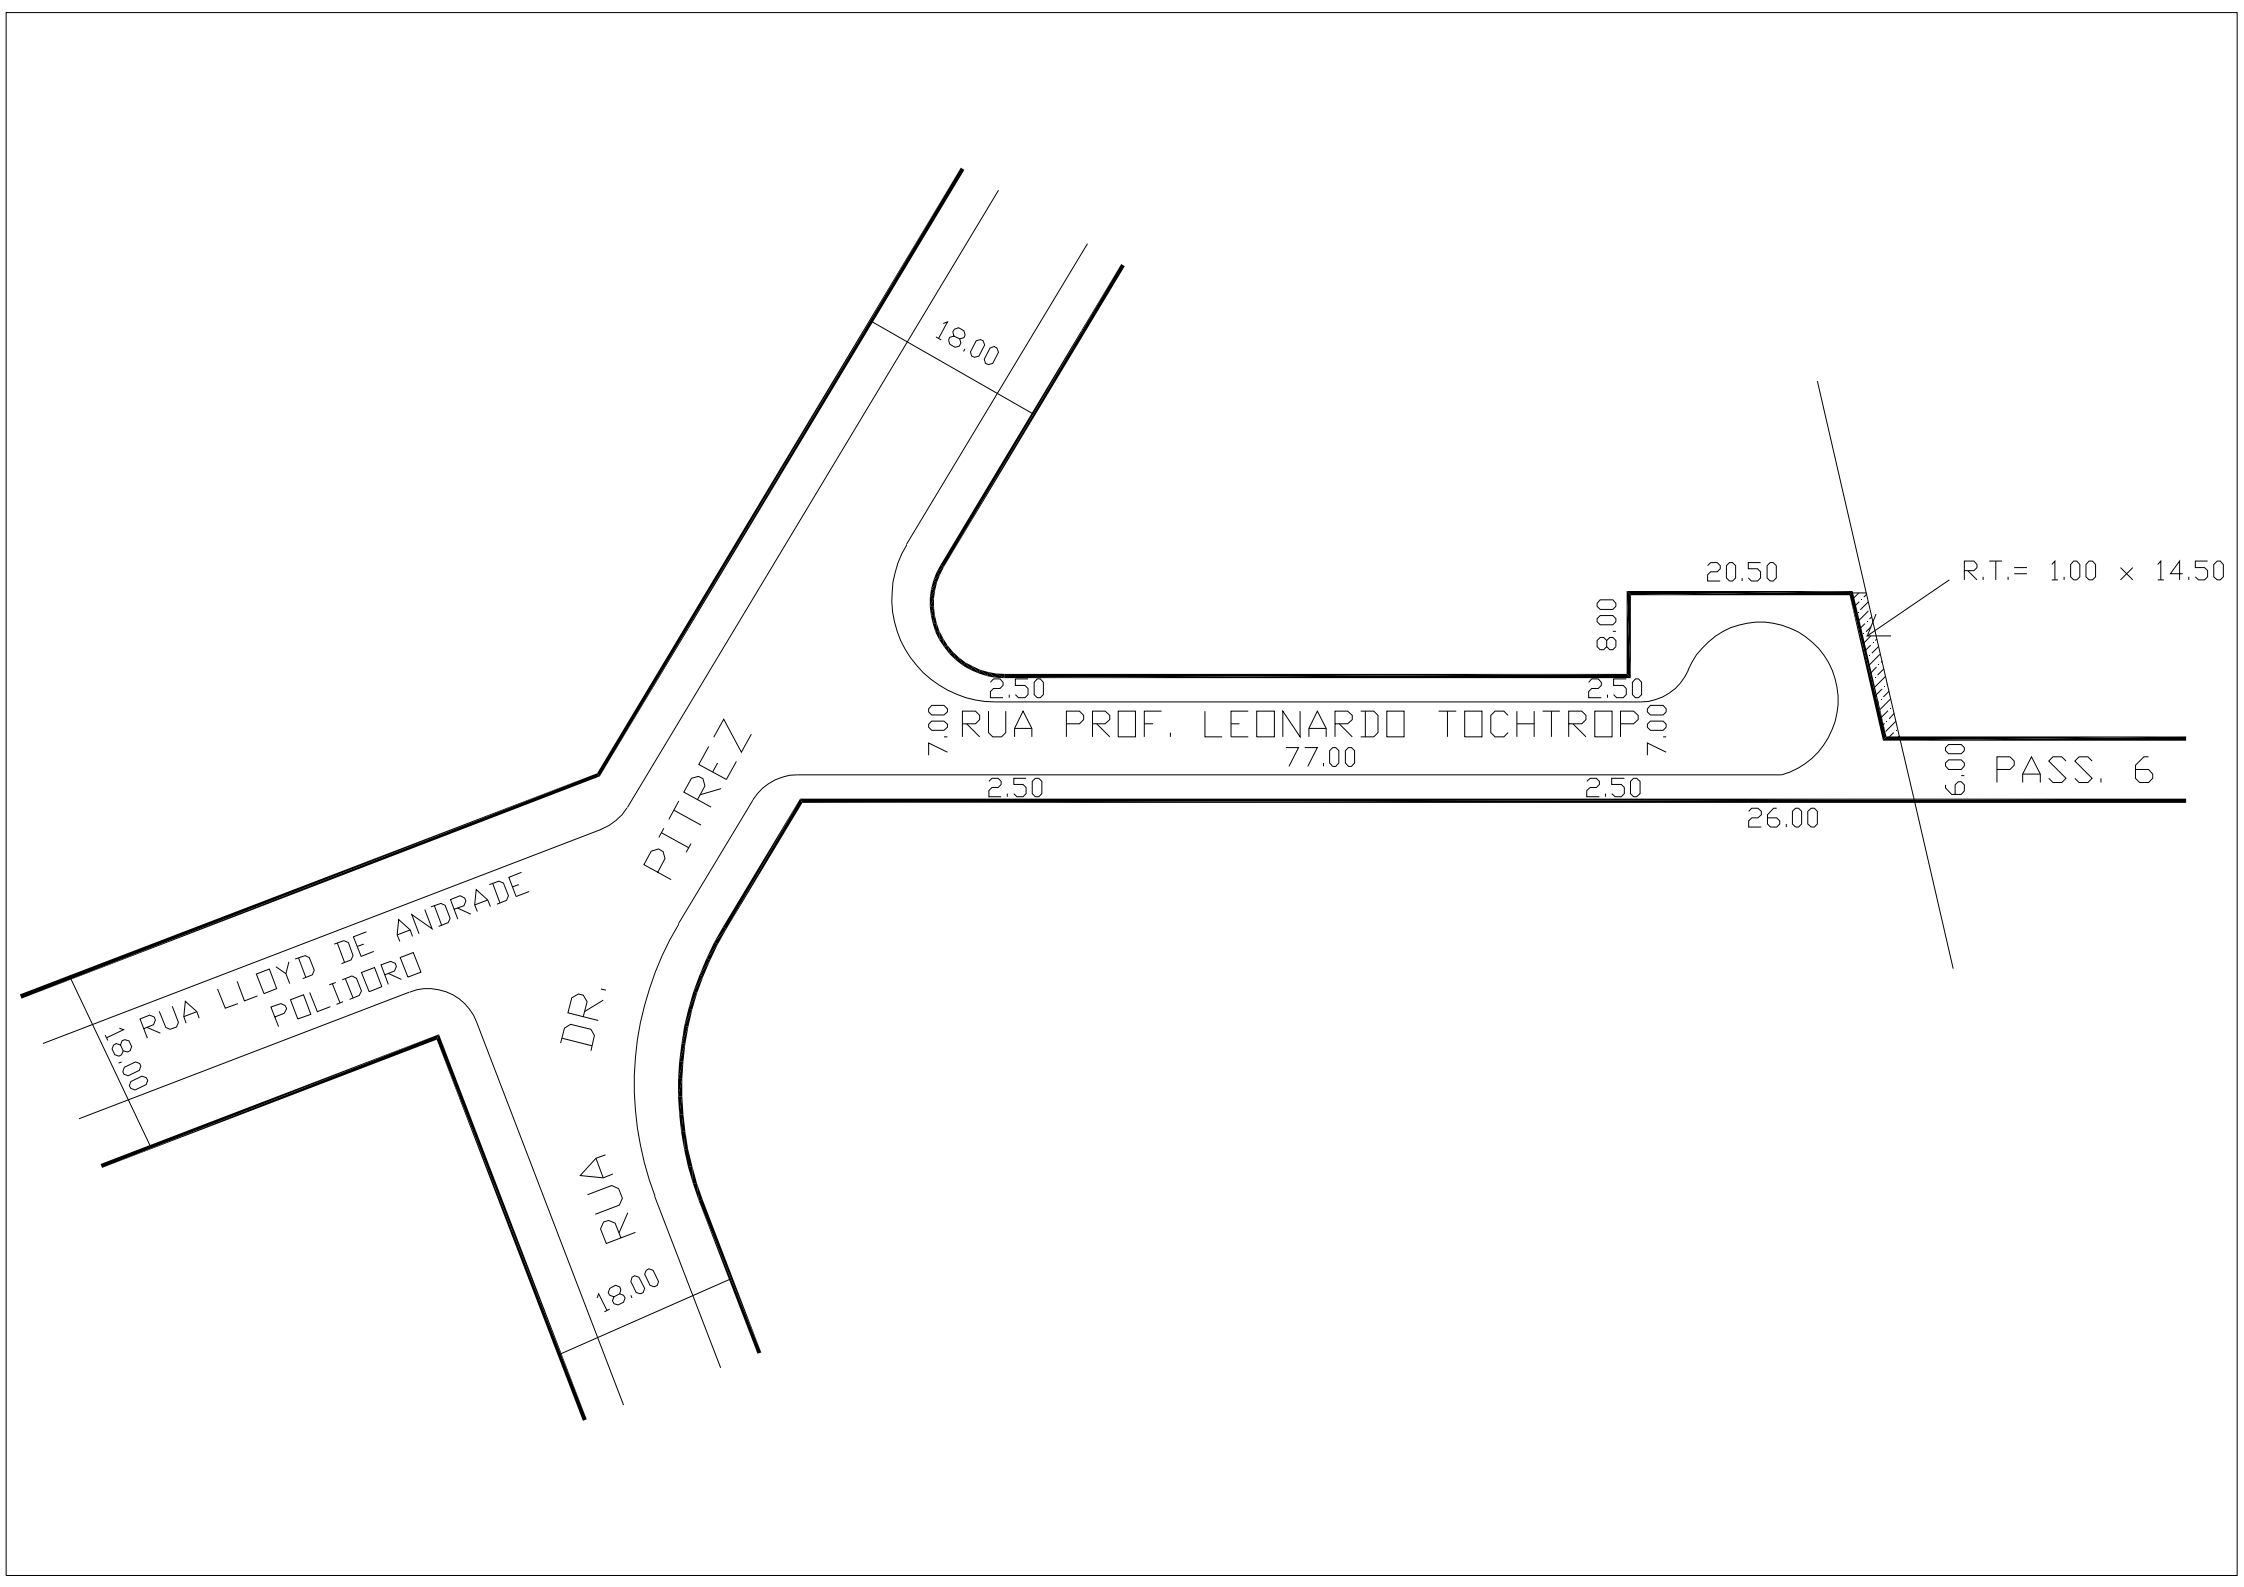 18.00
20.50
R.T.= 1.00 x 14.50
8.00
2.50
2.50
7.00
RUA PROF. LEONARDO TOCHTROP
7.00
77.00
2.50
2.50
26.00
6.00
PASS. 6
RUA DR. PITREZ
RUA LLOYD DE ANDRADE
POLIDORO
18.00
18.00